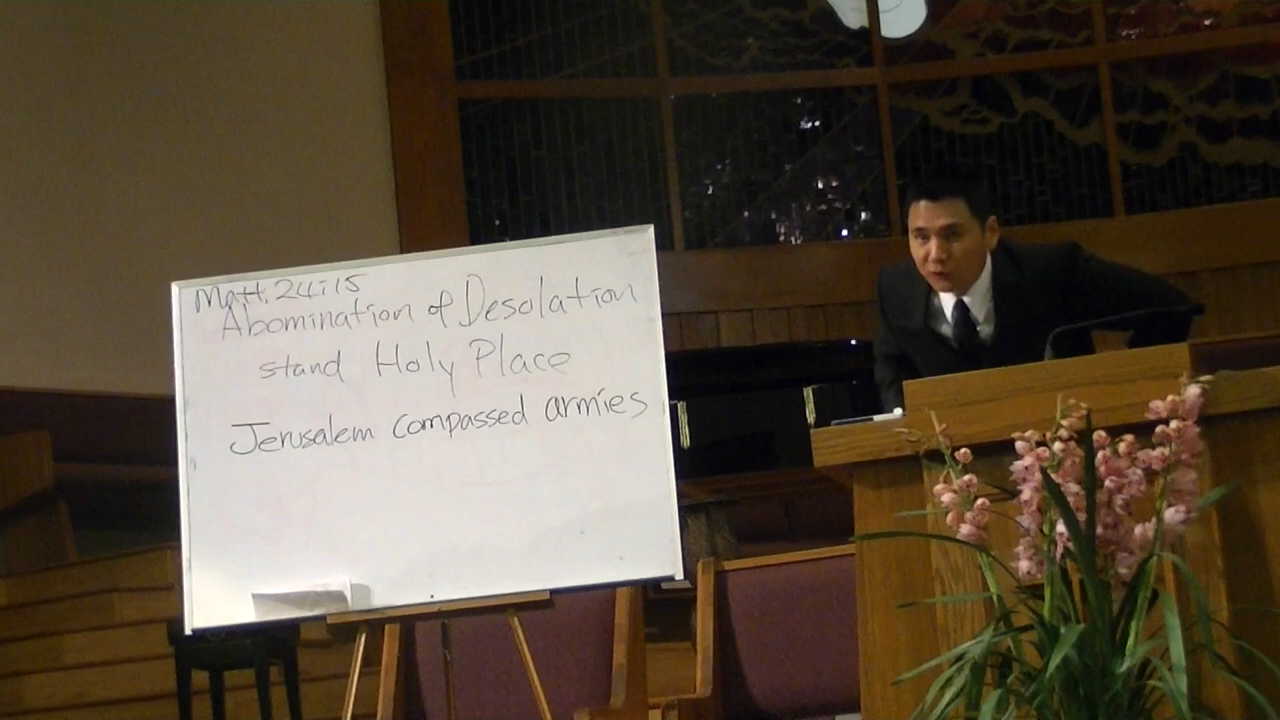 Matt. 24:15
Abomination of Desolation
stand Holy Place
Jerusalem compassed armies